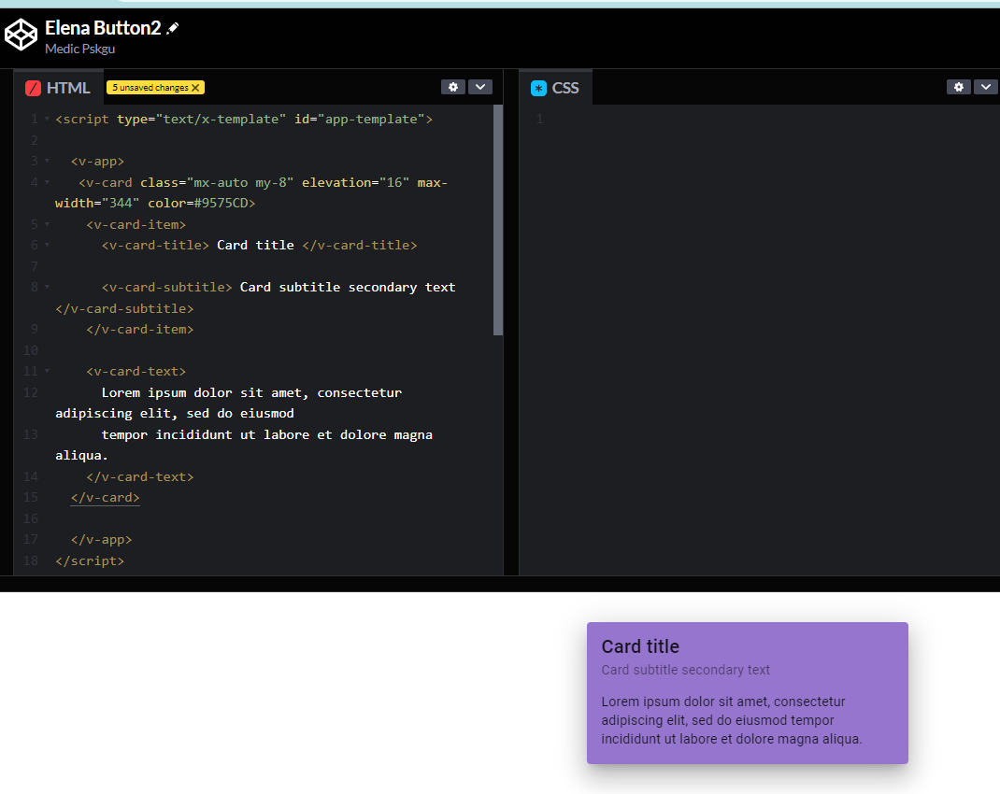 Elena Button2
Medic Pskgu
HTML
5 unsaved changes X
CSS
1 <script type="text/x-template" id="app-template">
2
3 <v-app>
4 <v-card class="mx-auto my-8" elevation="16" max-
width="344" color=#9575CD>
5 <v-card-item>
6 <v-card-title> Card title </v-card-title>
7
8 <v-card-subtitle> Card subtitle secondary text
</v-card-subtitle>
9 </v-card-item>
10
11 <v-card-text>
12 Lorem ipsum dolor sit amet, consectetur
adipiscing elit, sed do eiusmod
13 tempor incididunt ut labore et dolore magna
aliqua.
14 </v-card-text>
15 </v-card>
16
17 </v-app>
18 </script>
1
Card title
Card subtitle secondary text
Lorem ipsum dolor sit amet, consectetur
adipiscing elit, sed do eiusmod tempor
incididunt ut labore et dolore magna aliqua.